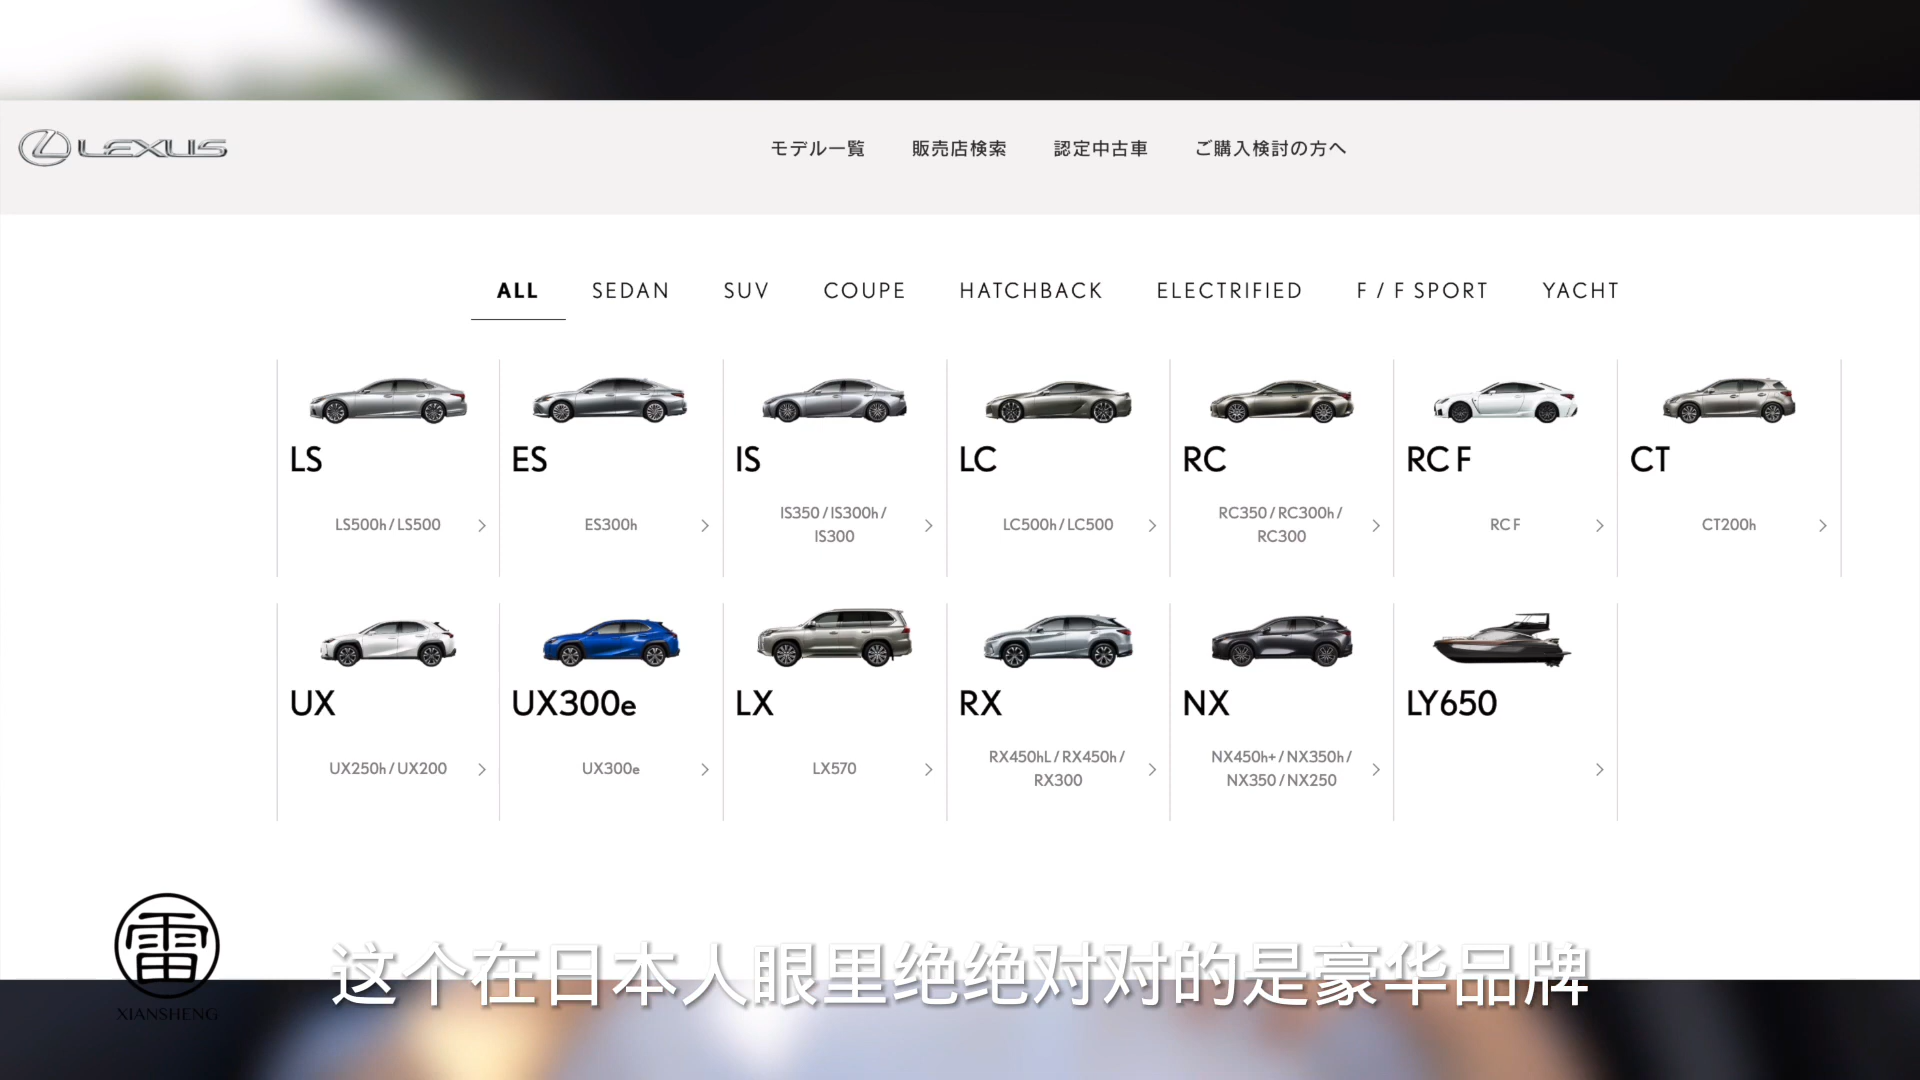 LEXUS
モデル一覧 販売店検索 認定中古車 ご購入検討の方へ
ALL SEDAN SUV COUPE HATCHBACK ELECTRIFIED F / F SPORT YACHT
LS ES IS LC RC RC F CT
LS500h / LS500
ES300h
IS350 / IS300h /
IS300
LC500h / LC500
RC350 / RC300h /
RC300
RC F
CT200h
UX UX300e LX RX NX LY650
UX250h / UX200
UX300e
LX570
RX450hL / RX450h /
RX300
NX450h+ / NX350h /
NX350 / NX250
雷
XIANSHENG
这个在日本人眼里绝绝对对的是豪华品牌